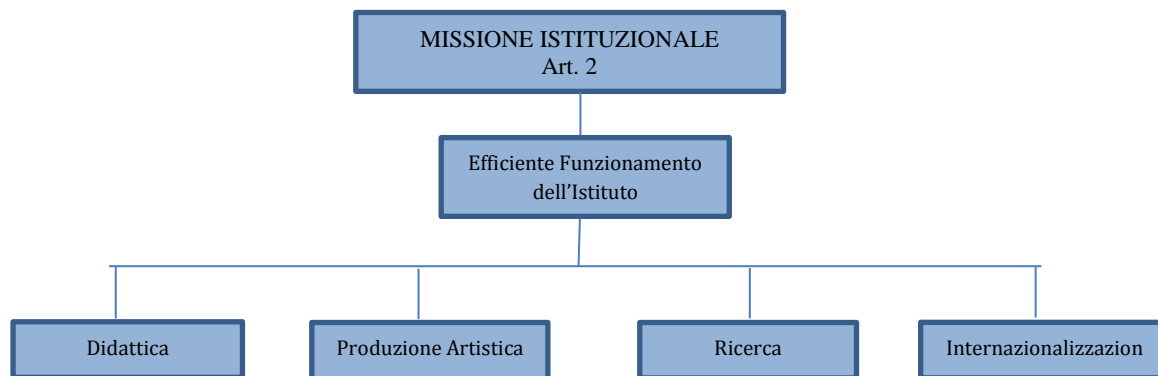 MISSIONE ISTITUZIONALE
Art. 2
Efficiente Funzionamento
dell’Istituto
Didattica
Produzione Artistica
Ricerca
Internazionalizzazion